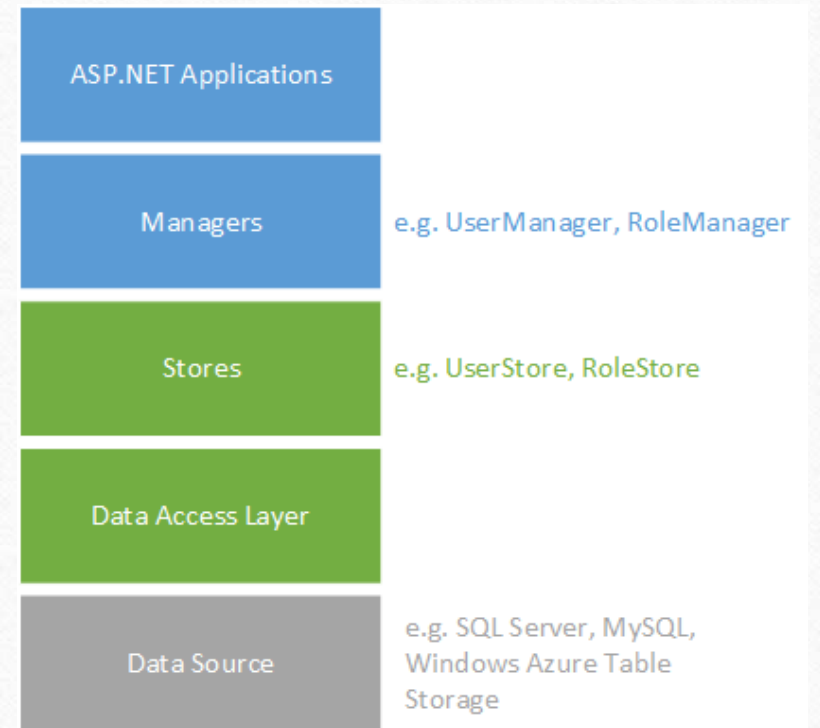 ASP.NET Applications
Managers
e.g. UserManager, RoleManager
Stores
e.g. UserStore, RoleStore
Data Access Layer
Data Source
e.g. SQL Server, MySQL,
Windows Azure Table
Storage